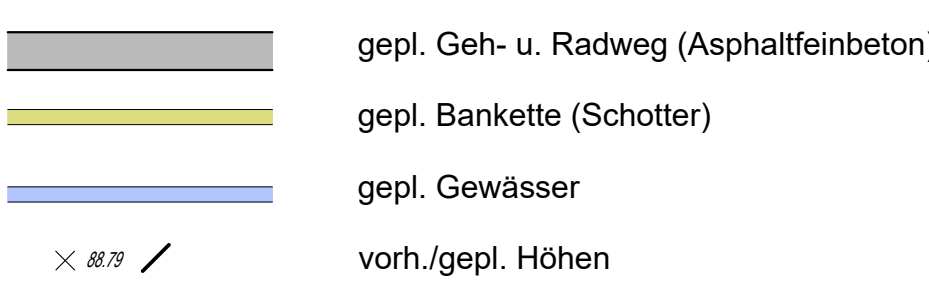 gepl. Geh- u. Radweg (Asphaltfeinbeton)
gepl. Bankette (Schotter)
gepl. Gewässer
88.79 vorh./gepl. Höhen